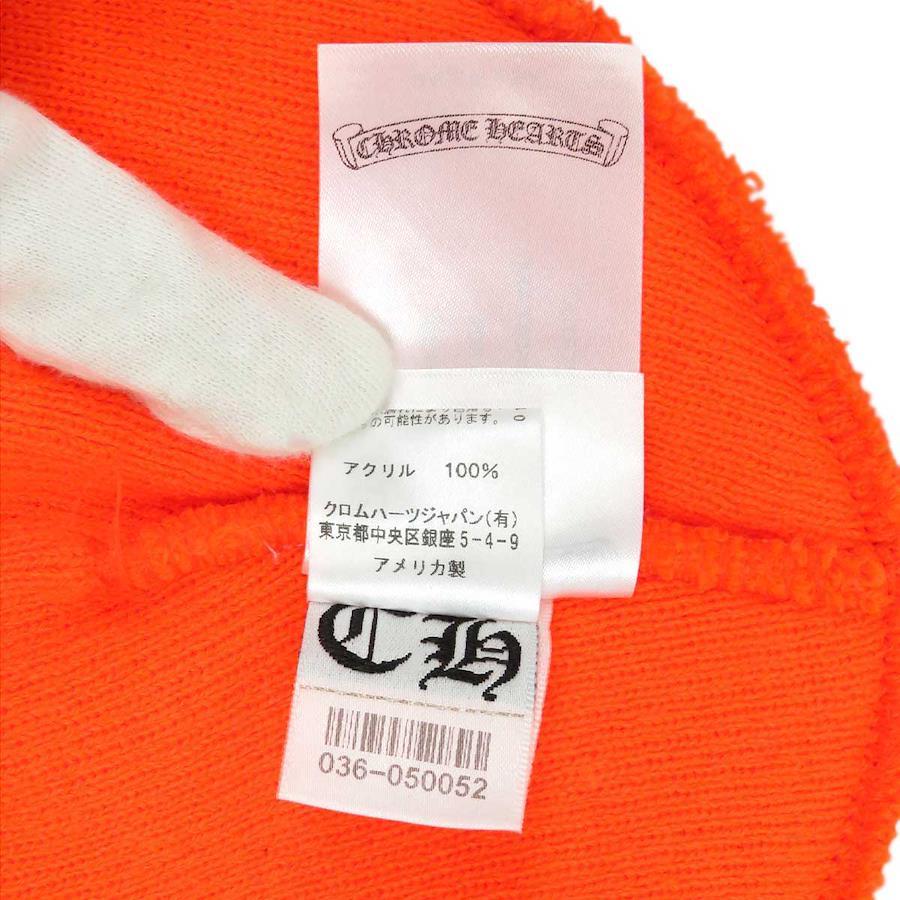 CHROME HEARTS
の可能性があります。
アクリル 100%
クロムハーツジャパン(有)
東京都中央区銀座5-4-9
アメリカ製
CH
036-050052